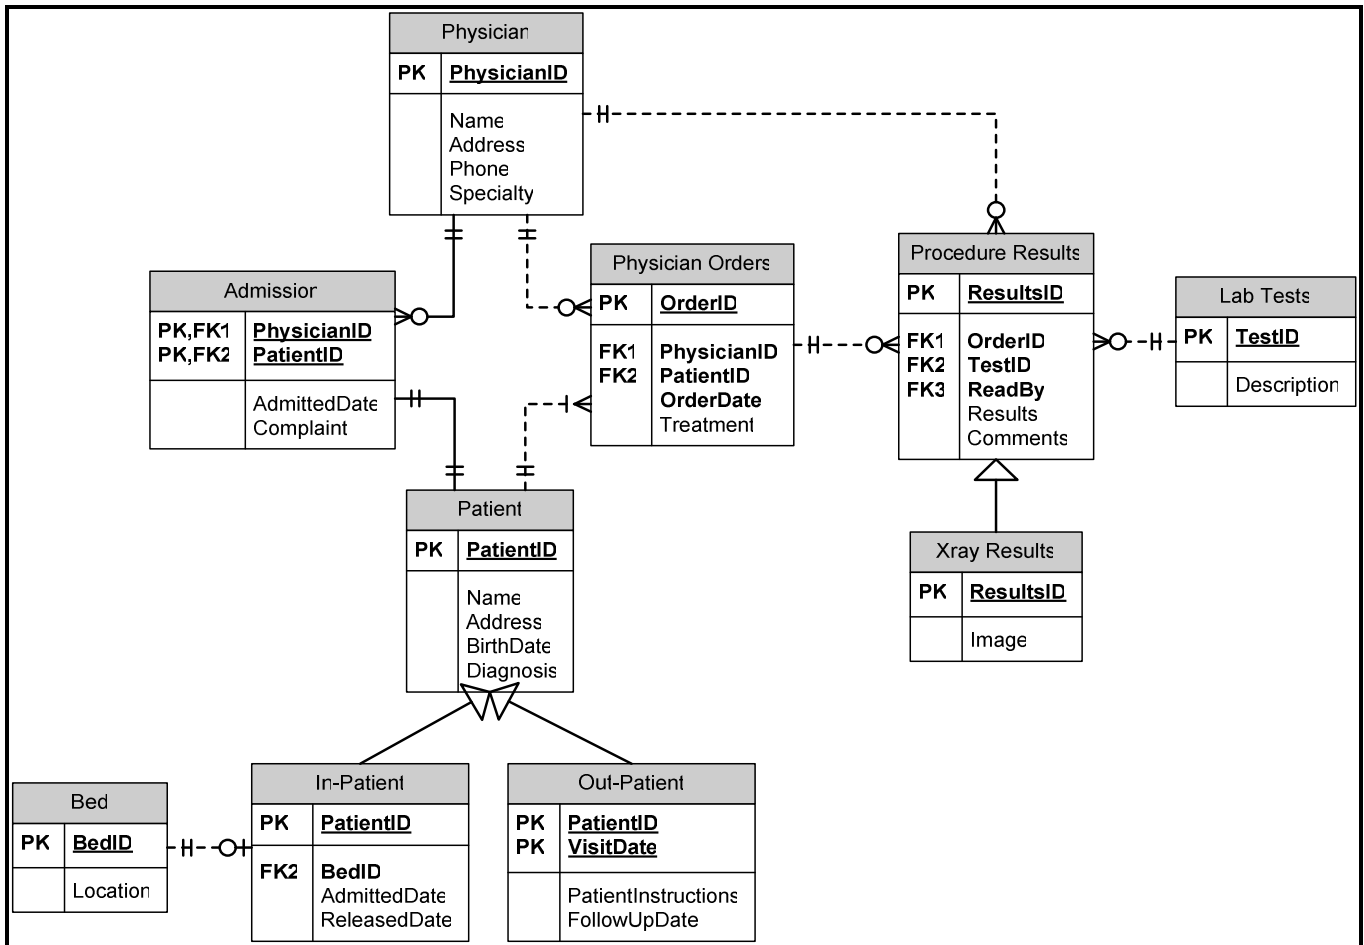 Physician
PK PhysicianID
Name
Address
Phone
Specialty
Admission
PK,FK1 PhysicianID
PK,FK2 PatientID
AdmittedDate
Complaint
Physician Orders
PK OrderID
FK1 PhysicianID
FK2 PatientID
OrderDate
Treatment
Procedure Results
PK ResultsID
FK1 OrderID
FK2 TestID
FK3 ReadBy
Results
Comments
Lab Tests
PK TestID
Description
Patient
PK PatientID
Name
Address
BirthDate
Diagnosis
Xray Results
PK ResultsID
Image
Bed
PK BedID
Location
In-Patient
PK PatientID
FK2 BedID
AdmittedDate
ReleasedDate
Out-Patient
PK PatientID
PK VisitDate
PatientInstructions
FollowUpDate